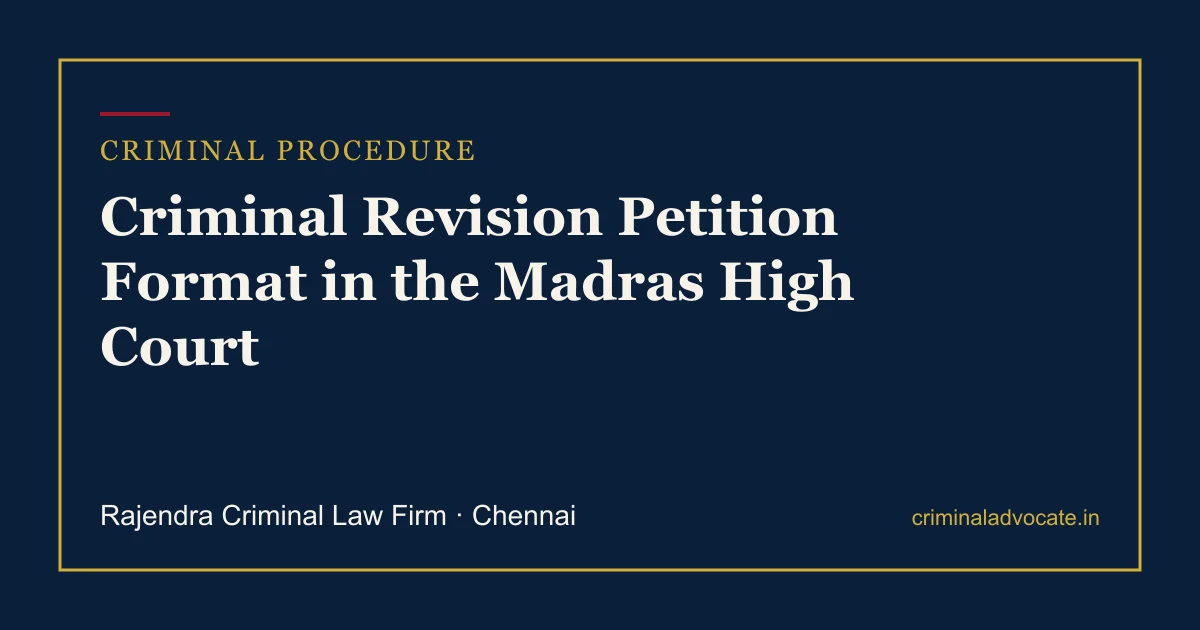 CRIMINAL PROCEDURE
Criminal Revision Petition
Format in the Madras High
Court
Rajendra Criminal Law Firm · Chennai
criminaladvocate.in